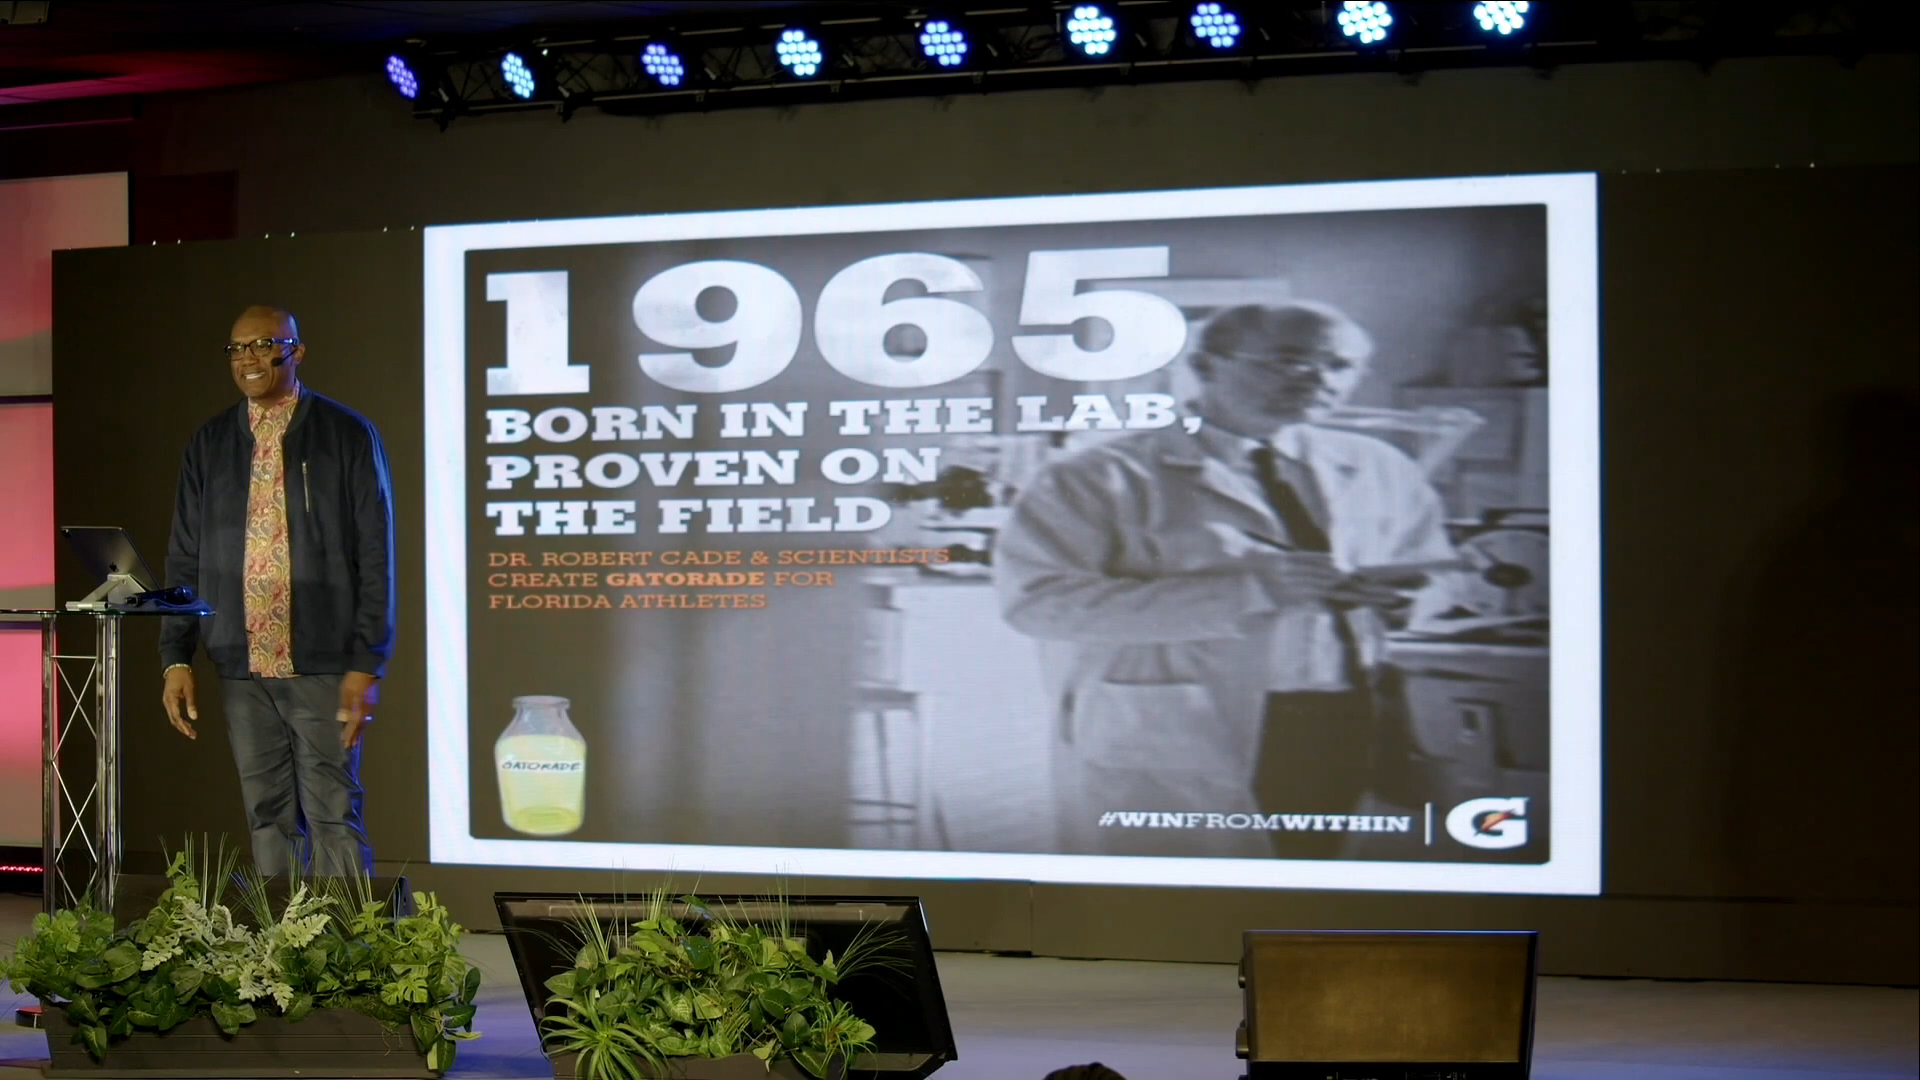 1965
BORN IN THE LAB,
PROVEN ON
THE FIELD
DR. ROBERT CADE & SCIENTISTS
CREATE GATORADE FOR
FLORIDA ATHLETES
GATORADE
#WINFROMWITHIN
G